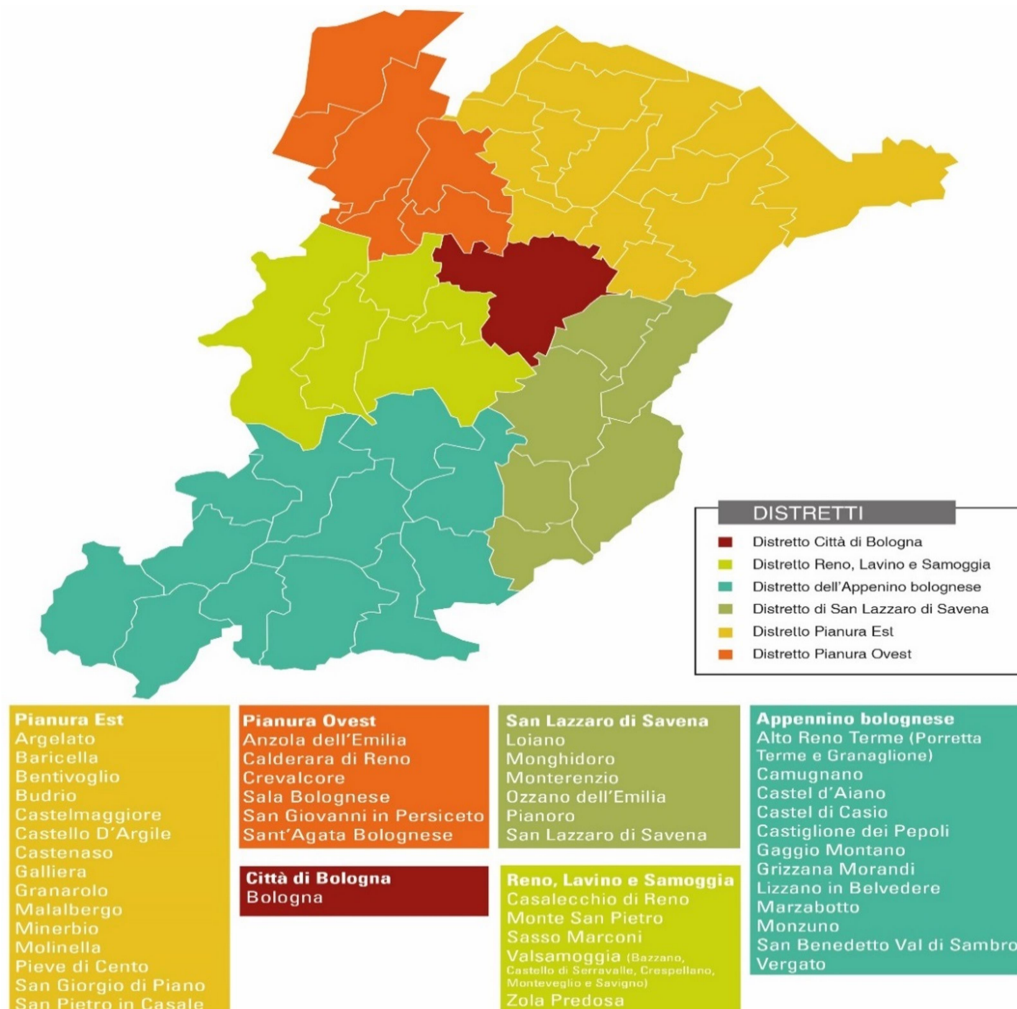 DISTRETTI
Distretto Città di Bologna
Distretto Reno, Lavino e Samoggia
Distretto dell'Appenino bolognese
Distretto di San Lazzaro di Savena
Distretto Pianura Est
Distretto Pianura Ovest
Pianura Est
Argelato
Baricella
Bentivoglio
Budrio
Castelmaggiore
Castello D'Argile
Castenaso
Galliera
Granarolo
Malalbergo
Minerbio
Molinella
Pieve di Cento
San Giorgio di Piano
San Pietro in Casale
Pianura Ovest
Anzola dell'Emilia
Calderara di Reno
Crevalcore
Sala Bolognese
San Giovanni in Persiceto
Sant'Agata Bolognese
Città di Bologna
Bologna
San Lazzaro di Savena
Loiano
Monghidoro
Monterenzio
Ozzano dell'Emilia
Pianoro
San Lazzaro di Savena
Reno, Lavino e Samoggia
Casalecchio di Reno
Monte San Pietro
Sasso Marconi
Valsamoggia (Bazzano,
Castello di Serravalle, Crespellano,
Monteveglio e Savigno)
Zola Predosa
Appennino bolognese
Alto Reno Terme (Porretta
Terme e Granaglione)
Camugnano
Castel d'Aiano
Castel di Casio
Castiglione dei Pepoli
Gaggio Montano
Grizzana Morandi
Lizzano in Belvedere
Marzabotto
Monzuno
San Benedetto Val di Sambro
Vergato